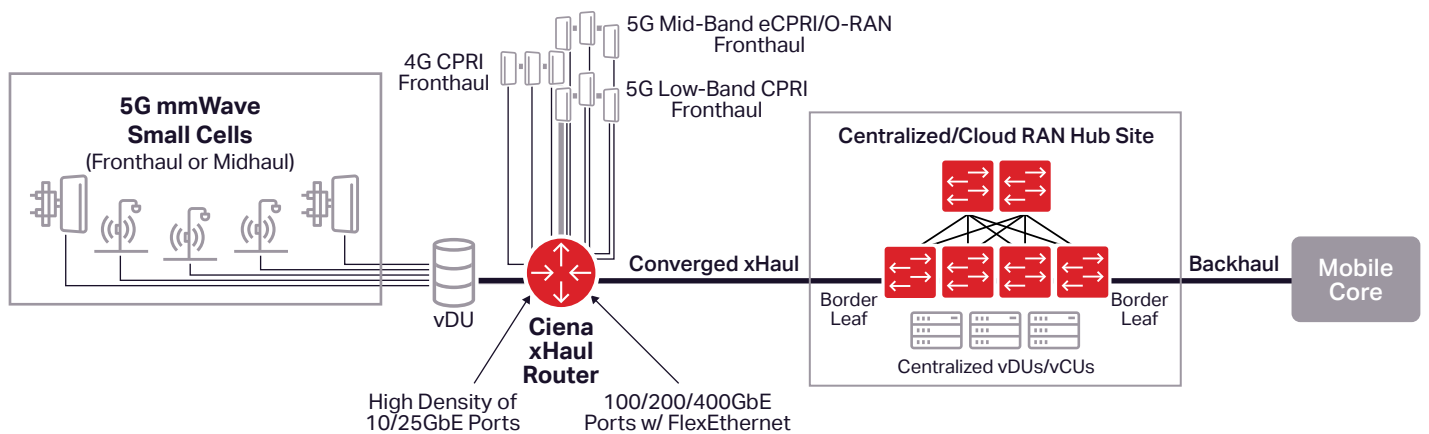 5G mmWave
Small Cells
(Fronthaul or Midhaul)
4G CPRI
Fronthaul
5G Mid-Band eCPRI/O-RAN
Fronthaul
5G Low-Band CPRI
Fronthaul
vDU
Ciena
xHaul
Router
High Density of
10/25GbE Ports
100/200/400GbE
Ports w/ FlexEthernet
Converged xHaul
Centralized/Cloud RAN Hub Site
Border
Leaf
Border
Leaf
Centralized vDUs/vCUs
Backhaul
Mobile
Core